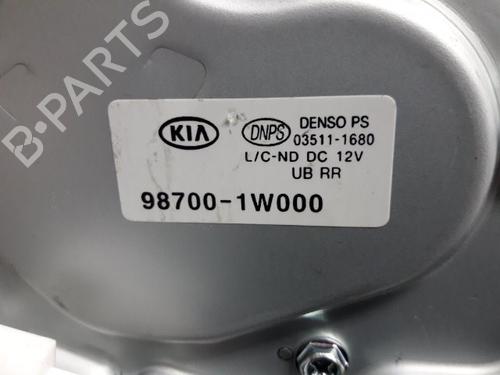 B-PARTS
KIA
DNPS
DENSO PS
03511-1680
L/C-ND DC 12V
UB RR
98700-1W000